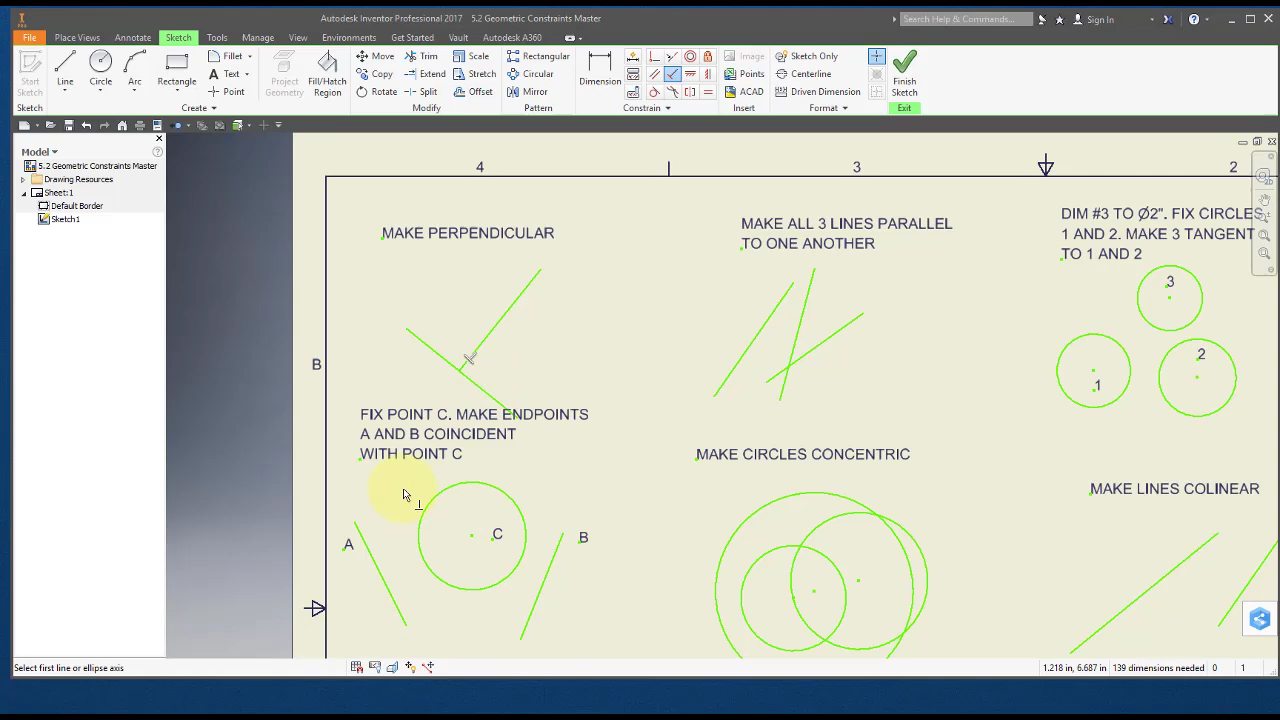 Autodesk Inventor Professional 2017
5.2 Geometric Constraints Master
Search Help & Commands...
Sign In
File
Place Views
Annotate
Sketch
Tools
Manage
View
Environments
Get Started
Vault
Autodesk A360
Start
Sketch
Line
Circle
Arc
Rectangle
Fillet
Text
Point
Project
Geometry
Fill/Hatch
Region
Move
Copy
Rotate
Trim
Extend
Split
Scale
Stretch
Offset
Rectangular
Circular
Mirror
Dimension
Image
Points
ACAD
Sketch Only
Centerline
Driven Dimension
Finish
Sketch
Sketch
Create
Modify
Pattern
Constrain
Insert
Format
Exit
Model
5.2 Geometric Constraints Master
Drawing Resources
Sheet:1
Default Border
Sketch1
4
3
2
B
MAKE PERPENDICULAR
MAKE ALL 3 LINES PARALLEL
TO ONE ANOTHER
DIM #3 TO Ø2". FIX CIRCLES
1 AND 2. MAKE 3 TANGENT
TO 1 AND 2
3
1
2
FIX POINT C. MAKE ENDPOINTS
A AND B COINCIDENT
WITH POINT C
A
C
B
MAKE CIRCLES CONCENTRIC
MAKE LINES COLINEAR
Select first line or ellipse axis
1.218 in, 6.687 in
139 dimensions needed
0
1